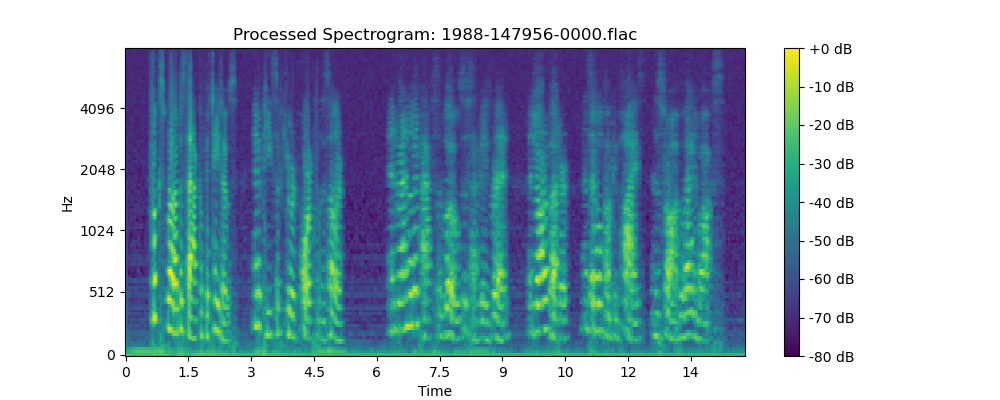 Processed Spectrogram: 1988-147956-0000.flac
Hz
4096
2048
1024
512
0
0 1.5 3 4.5 6 7.5 9 10 12 14
Time
+0 dB
-10 dB
-20 dB
-30 dB
-40 dB
-50 dB
-60 dB
-70 dB
-80 dB